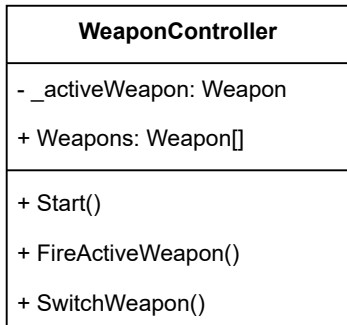 WeaponController
- _activeWeapon: Weapon
+ Weapons: Weapon[]
+ Start()
+ FireActiveWeapon()
+ SwitchWeapon()